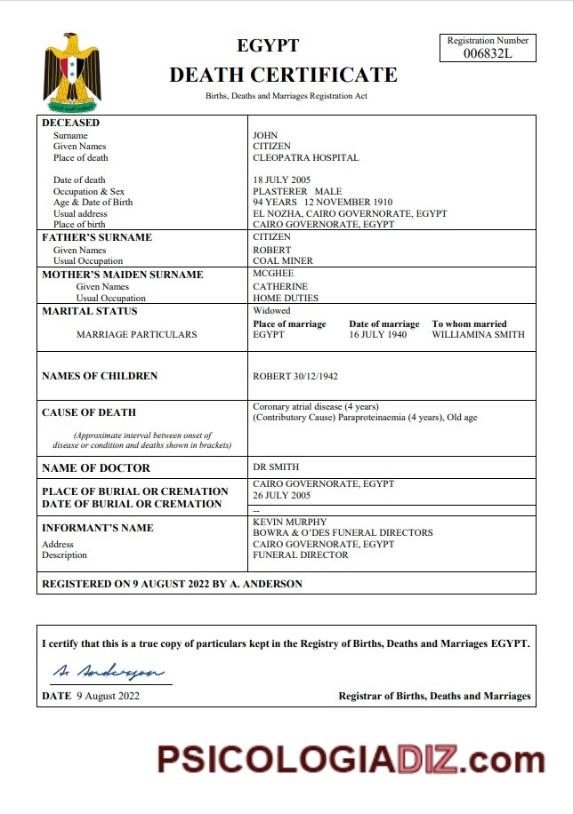 EGYPT
DEATH CERTIFICATE
Births, Deaths and Marriages Registration Act
Registration Number
006832L
DECEASED
Surname JOHN
Given Names CITIZEN
Place of death CLEOPATRA HOSPITAL
Date of death 18 JULY 2005
Occupation & Sex PLASTERER MALE
Age & Date of Birth 94 YEARS 12 NOVEMBER 1910
Usual address EL NOZHA, CAIRO GOVERNORATE, EGYPT
Place of birth CAIRO GOVERNORATE, EGYPT
FATHER'S SURNAME CITIZEN
Given Names ROBERT
Usual Occupation COAL MINER
MOTHER'S MAIDEN SURNAME MCGHEE
Given Names CATHERINE
Usual Occupation HOME DUTIES
MARITAL STATUS Widowed
Place of marriage Date of marriage To whom married
MARRIAGE PARTICULARS EGYPT 16 JULY 1940 WILLIAMINA SMITH
NAMES OF CHILDREN ROBERT 30/12/1942
CAUSE OF DEATH
Coronary atrial disease (4 years)
(Contributory Cause) Paraproteinaemia (4 years), Old age
(Approximate interval between onset of
disease or condition and deaths shown in brackets)
NAME OF DOCTOR DR SMITH
PLACE OF BURIAL OR CREMATION CAIRO GOVERNORATE, EGYPT
DATE OF BURIAL OR CREMATION 26 JULY 2005
--
INFORMANT'S NAME KEVIN MURPHY
BOWRA & O'DES FUNERAL DIRECTORS
Address CAIRO GOVERNORATE, EGYPT
Description FUNERAL DIRECTOR
REGISTERED ON 9 AUGUST 2022 BY A. ANDERSON
I certify that this is a true copy of particulars kept in the Registry of Births, Deaths and Marriages EGYPT.
A. Anderson
DATE 9 August 2022 Registrar of Births, Deaths and Marriages
PSICOLOGIADIZ.com